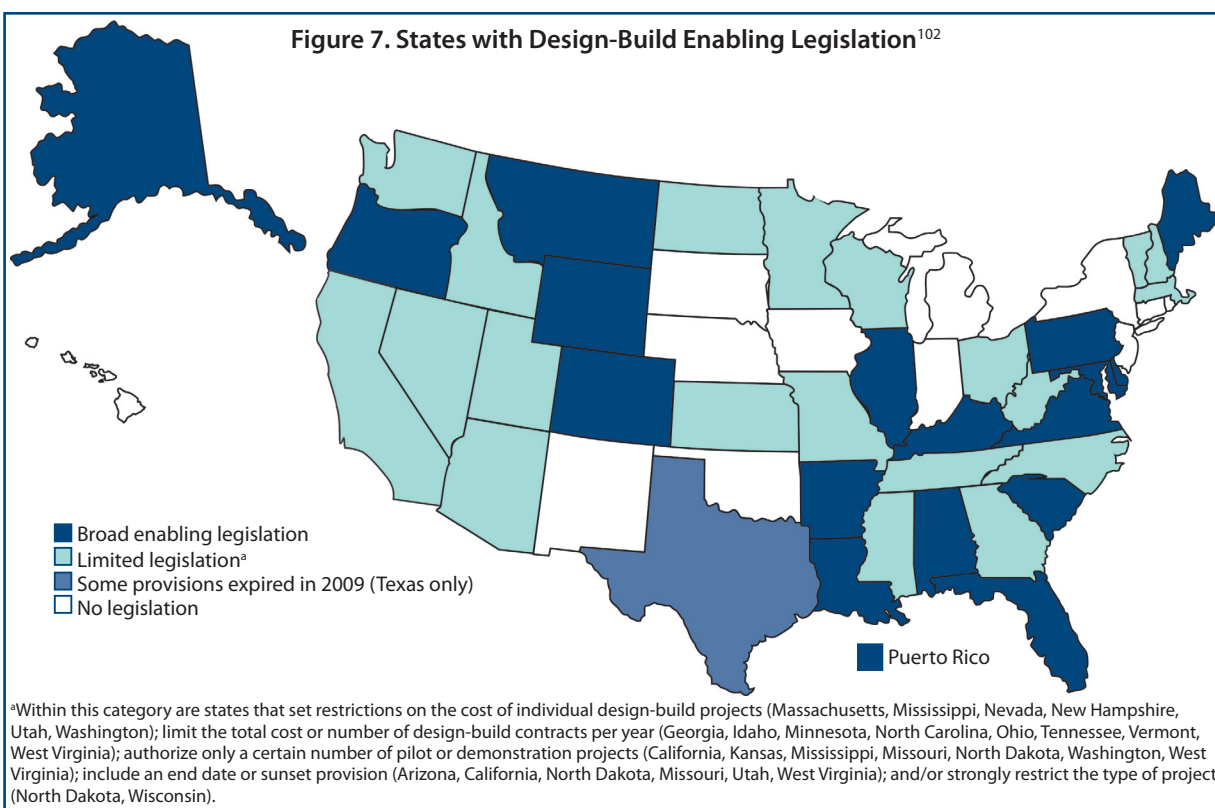 Figure 7. States with Design-Build Enabling Legislation102
Broad enabling legislation
Limited legislationa
Some provisions expired in 2009 (Texas only)
No legislation
Puerto Rico
aWithin this category are states that set restrictions on the cost of individual design-build projects (Massachusetts, Mississippi, Nevada, New Hampshire,
Utah, Washington); limit the total cost or number of design-build contracts per year (Georgia, Idaho, Minnesota, North Carolina, Ohio, Tennessee, Vermont,
West Virginia); authorize only a certain number of pilot or demonstration projects (California, Kansas, Mississippi, Missouri, North Dakota, Washington, West
Virginia); include an end date or sunset provision (Arizona, California, North Dakota, Missouri, Utah, West Virginia); and/or strongly restrict the type of project
(North Dakota, Wisconsin).